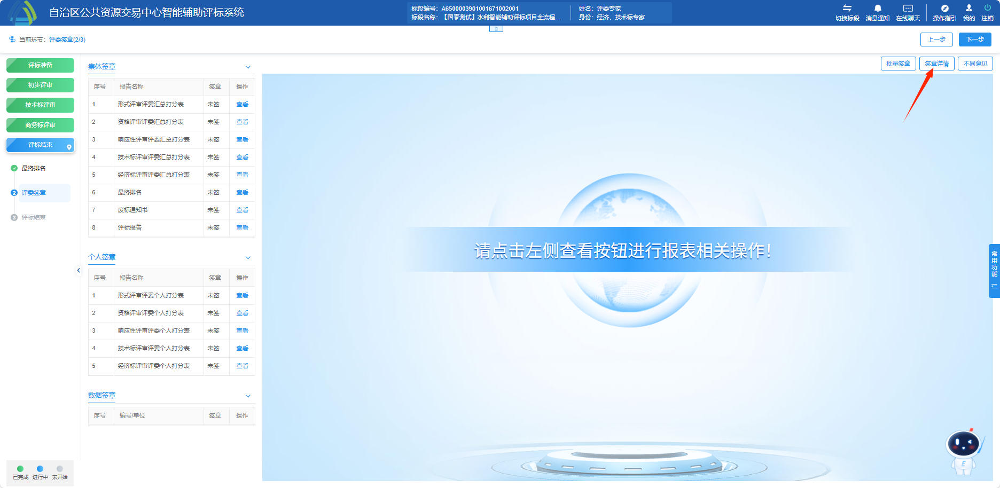 自治区公共资源交易中心智能辅助评标系统
标段编号：A6500003901001671002001
标段名称：【国泰测试】水利智能辅助评标项目全流程...
姓名：评委专家
身份：经济、技术标专家
切换标段 消息通知 在线聊天 操作指引 我的 注销
当前环节：评委签章(2/3)
上一步 下一步
评标准备
初步评审
技术标评审
商务标评审
评标结束
最终排名
2 评委签章
3 评标结束
已完成 进行中 未开始
集体签章
序号 报告名称 签章 操作
1 形式评审评委汇总打分表 未签 查看
2 资格评审评委汇总打分表 未签 查看
3 响应性评审评委汇总打分表 未签 查看
4 技术标评审评委汇总打分表 未签 查看
5 经济标评审评委汇总打分表 未签 查看
6 最终排名 未签 查看
7 废标通知书 未签 查看
8 评标报告 未签 查看
个人签章
序号 报告名称 签章 操作
1 形式评审评委个人打分表 未签 查看
2 资格评审评委个人打分表 未签 查看
3 响应性评审评委个人打分表 未签 查看
4 技术标评审评委个人打分表 未签 查看
5 经济标评审评委个人打分表 未签 查看
数据签章
序号 编号/单位 签章 操作
批量签章 签章详情 不同意见
请点击左侧查看按钮进行报表相关操作！
常用功能
E